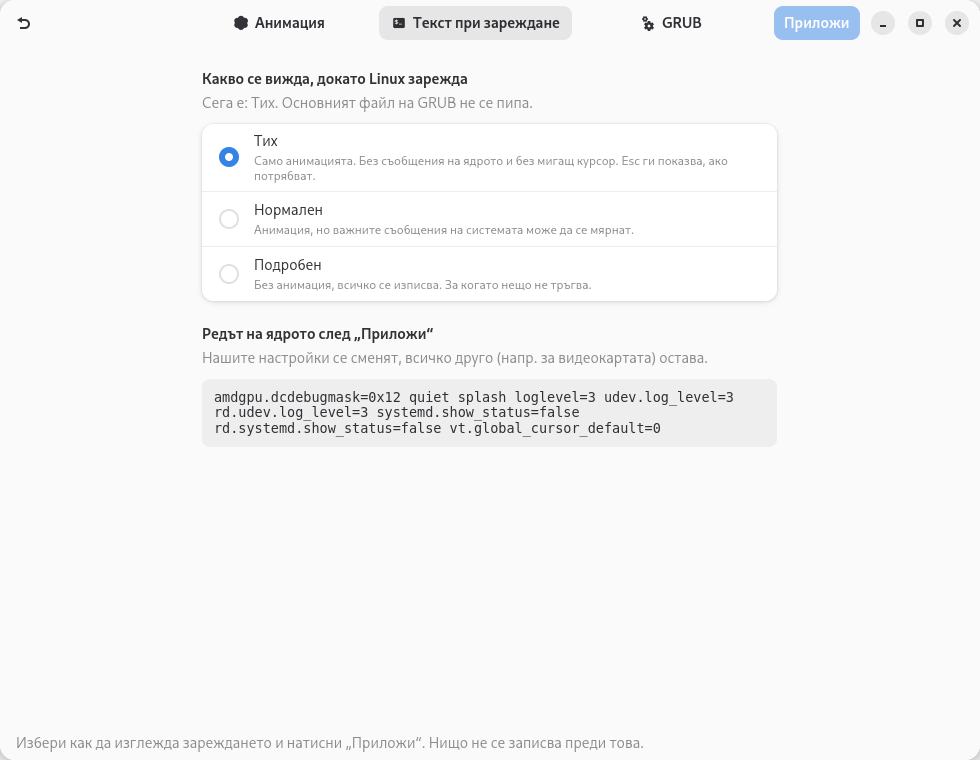 Анимация
Текст при зареждане
GRUB
Приложи
Какво се вижда, докато Linux зарежда
Сега е: Тих. Основният файл на GRUB не се пипа.
Тих
Само анимацията. Без съобщения на ядрото и без мигащ курсор. Esc ги показва, ако
потрябват.
Нормален
Анимация, но важните съобщения на системата може да се мярнат.
Подробен
Без анимация, всичко се изписва. За когато нещо не тръгва.
Редът на ядрото след „Приложи“
Нашите настройки се сменят, всичко друго (напр. за видеокартата) остава.
amdgpu.dcdebugmask=0x12 quiet splash loglevel=3 udev.log_level=3
rd.udev.log_level=3 systemd.show_status=false
rd.systemd.show_status=false vt.global_cursor_default=0
Избери как да изглежда зареждането и натисни „Приложи“. Нищо не се записва преди това.